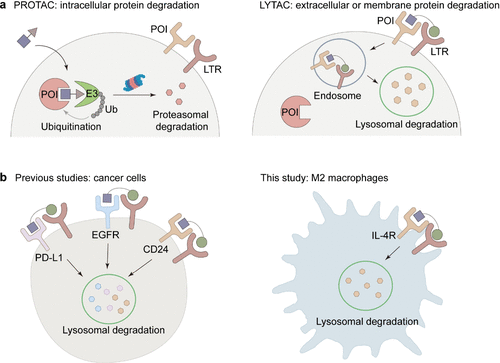 a PROTAC: intracellular protein degradation
POI
LTR
POI
E3
Ub
Ubiquitination
Proteasomal
degradation
LYTAC: extracellular or membrane protein degradation
POI
LTR
Endosome
POI
Lysosomal degradation
b Previous studies: cancer cells
PD-L1
EGFR
CD24
Lysosomal degradation
This study: M2 macrophages
IL-4R
Lysosomal degradation